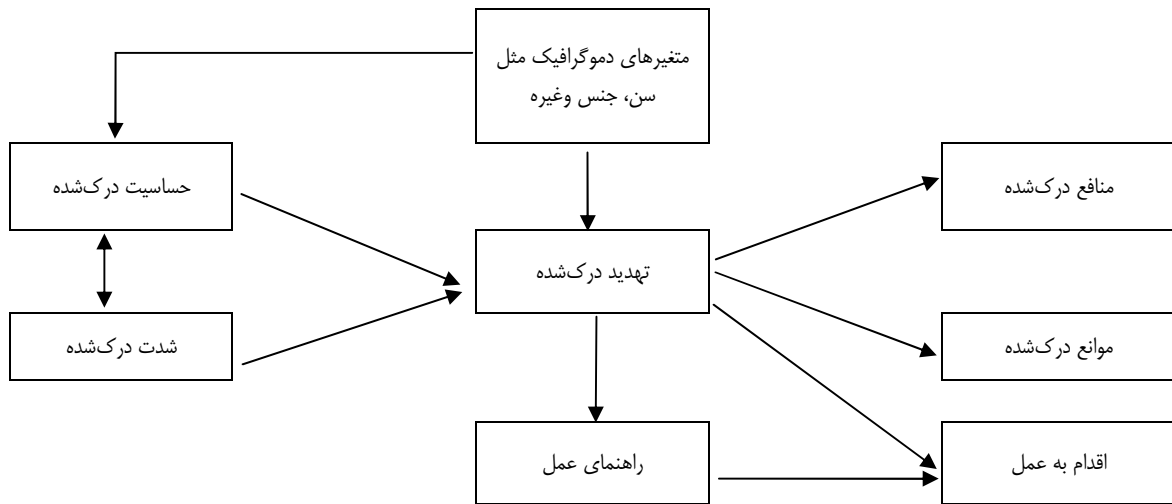 متغیرهای دموگرافیک مثل
سن، جنس وغیره
حساسیت درک‌شده
منافع درک‌شده
تهدید درک‌شده
شدت درک‌شده
موانع درک‌شده
راهنمای عمل
اقدام به عمل